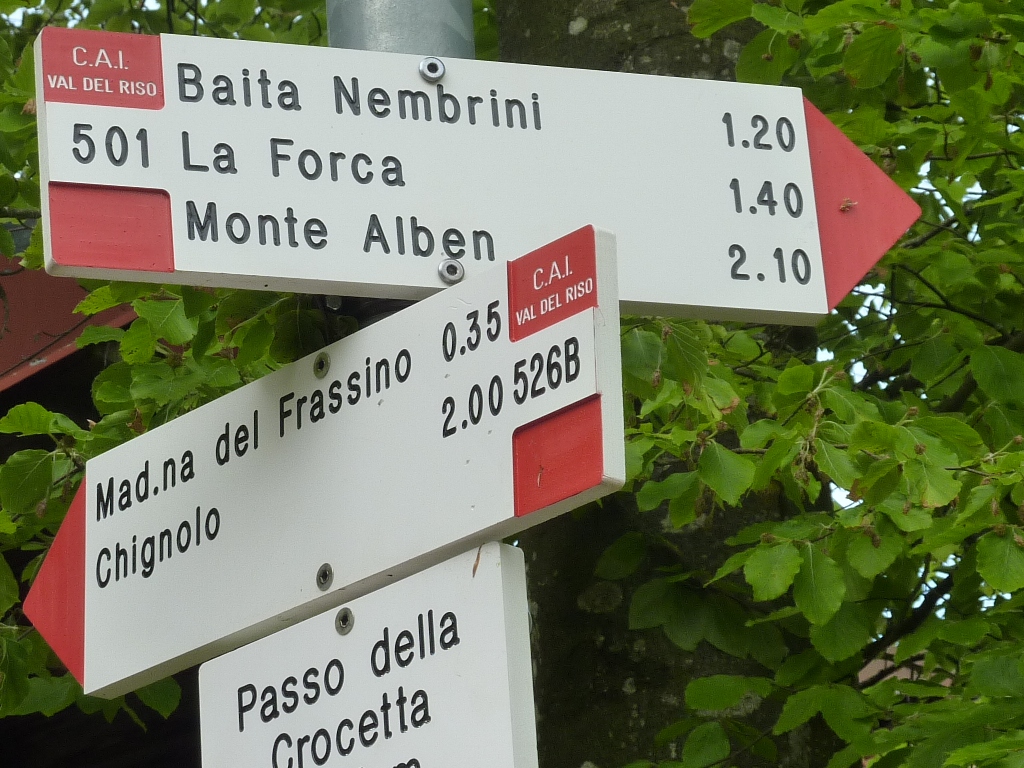 C.A.I.
VAL DEL RISO
Baita Nembrini 1.20
501 La Forca 1.40
Monte Alben 2.10
C.A.I.
VAL DEL RISO
Mad.na del Frassino 0.35
Chignolo 2.00 526B
Passo della
Crocetta